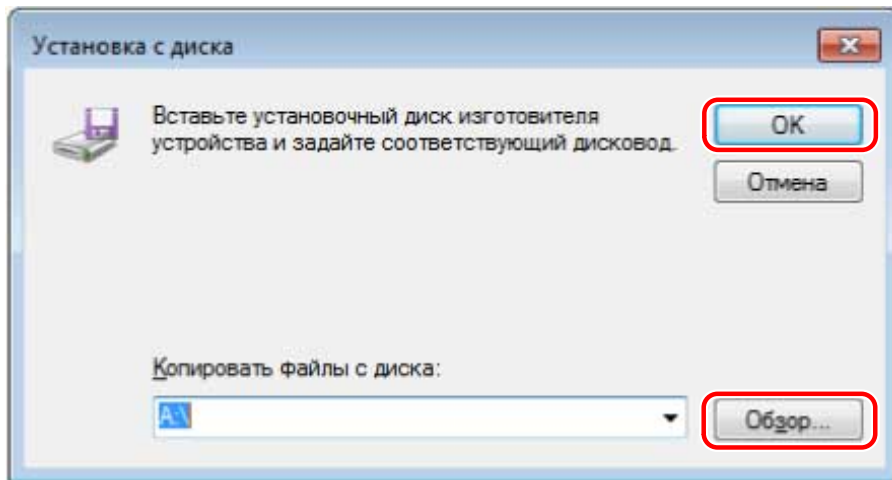 Установка с диска
Вставьте установочный диск изготовителя
устройства и задайте соответствующий дисковод.
OK
Отмена
Копировать файлы с диска:
A:\
Обзор...